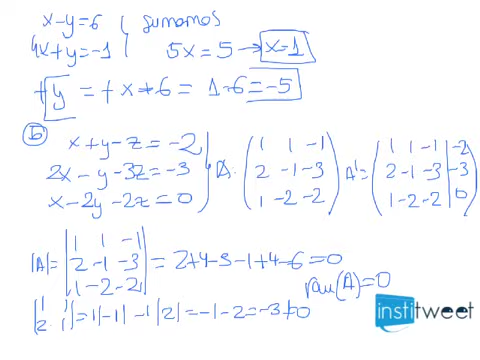 x-y=6 | sumamos
4x+y=-1 | 5x=5 → x=1
+y = +x-6 = 1-6=-5
b)
x+y-z=-2
2x-y-3z=-3
x-2y-2z=0
A: (1 1 -1
2 -1 -3
1 -2 -2)
A'= (1 1 -1 | -2
2 -1 -3 | -3
1 -2 -2 | 0)
|A|= |1 1 -1
2 -1 -3
1 -2 -2| = 2+4-3-1+4-6=0
ran(A)=0
|1 1
2 -1| = 1|-1| -1|2| = -1-2=-3≠0
institweet